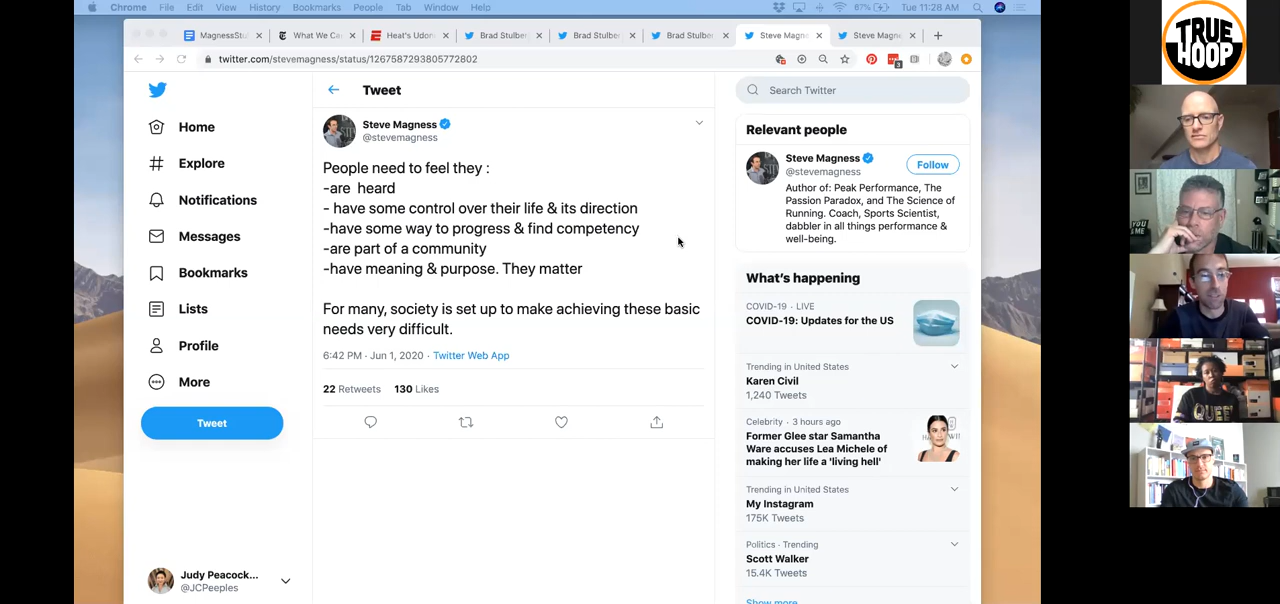 Chrome File Edit View History Bookmarks People Tab Window Help
67% Tue 11:28 AM
MagnessStu
What We Ca
Heat's Udon
Brad Stulber
Brad Stulber
Brad Stulber
Steve Magne
Steve Magne
twitter.com/stevemagness/status/1267587293805772802
3
Home
Explore
Notifications
Messages
Bookmarks
Lists
Profile
More
Tweet
Judy Peacock...
@JCPeeples
Tweet
Steve Magness
@stevemagness
People need to feel they :
-are heard
- have some control over their life & its direction
-have some way to progress & find competency
-are part of a community
-have meaning & purpose. They matter
For many, society is set up to make achieving these basic
needs very difficult.
6:42 PM · Jun 1, 2020 · Twitter Web App
22 Retweets 130 Likes
Search Twitter
Relevant people
Steve Magness
@stevemagness
Follow
Author of: Peak Performance, The
Passion Paradox, and The Science of
Running. Coach, Sports Scientist,
dabbler in all things performance &
well-being.
What's happening
COVID-19 · LIVE
COVID-19: Updates for the US
Trending in United States
Karen Civil
1,240 Tweets
Celebrity · 3 hours ago
Former Glee star Samantha
Ware accuses Lea Michele of
making her life a 'living hell'
Trending in United States
My Instagram
175K Tweets
Politics · Trending
Scott Walker
15.4K Tweets
Show more
TRUE
HOOP
YOU
ME
QUEEN